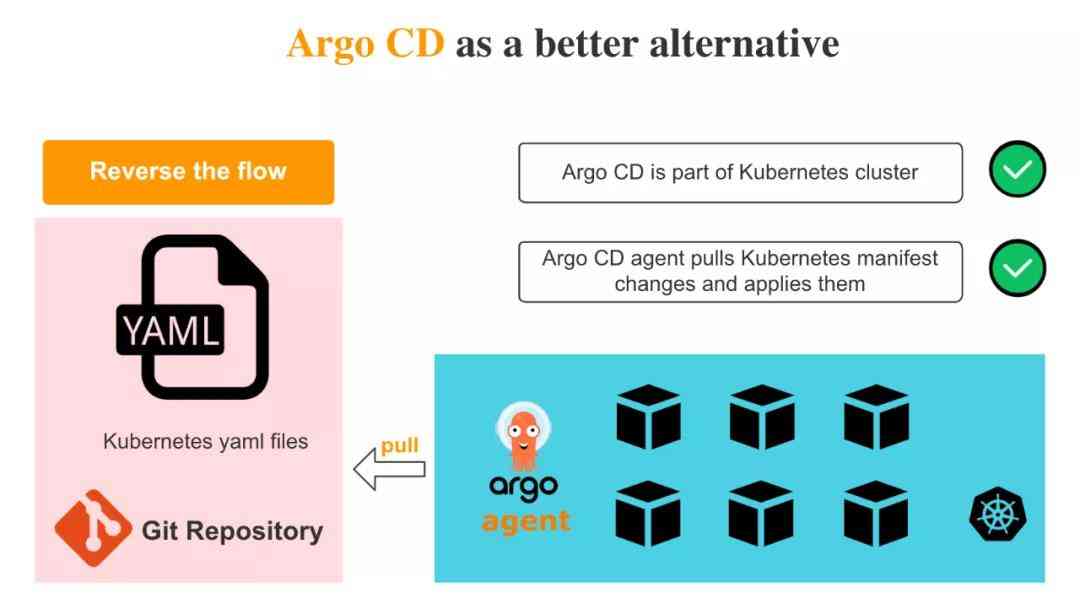 Argo CD as a better alternative
Reverse the flow
Argo CD is part of Kubernetes cluster
Argo CD agent pulls Kubernetes manifest
changes and applies them
YAML
Kubernetes yaml files
pull
argo
agent
Git Repository